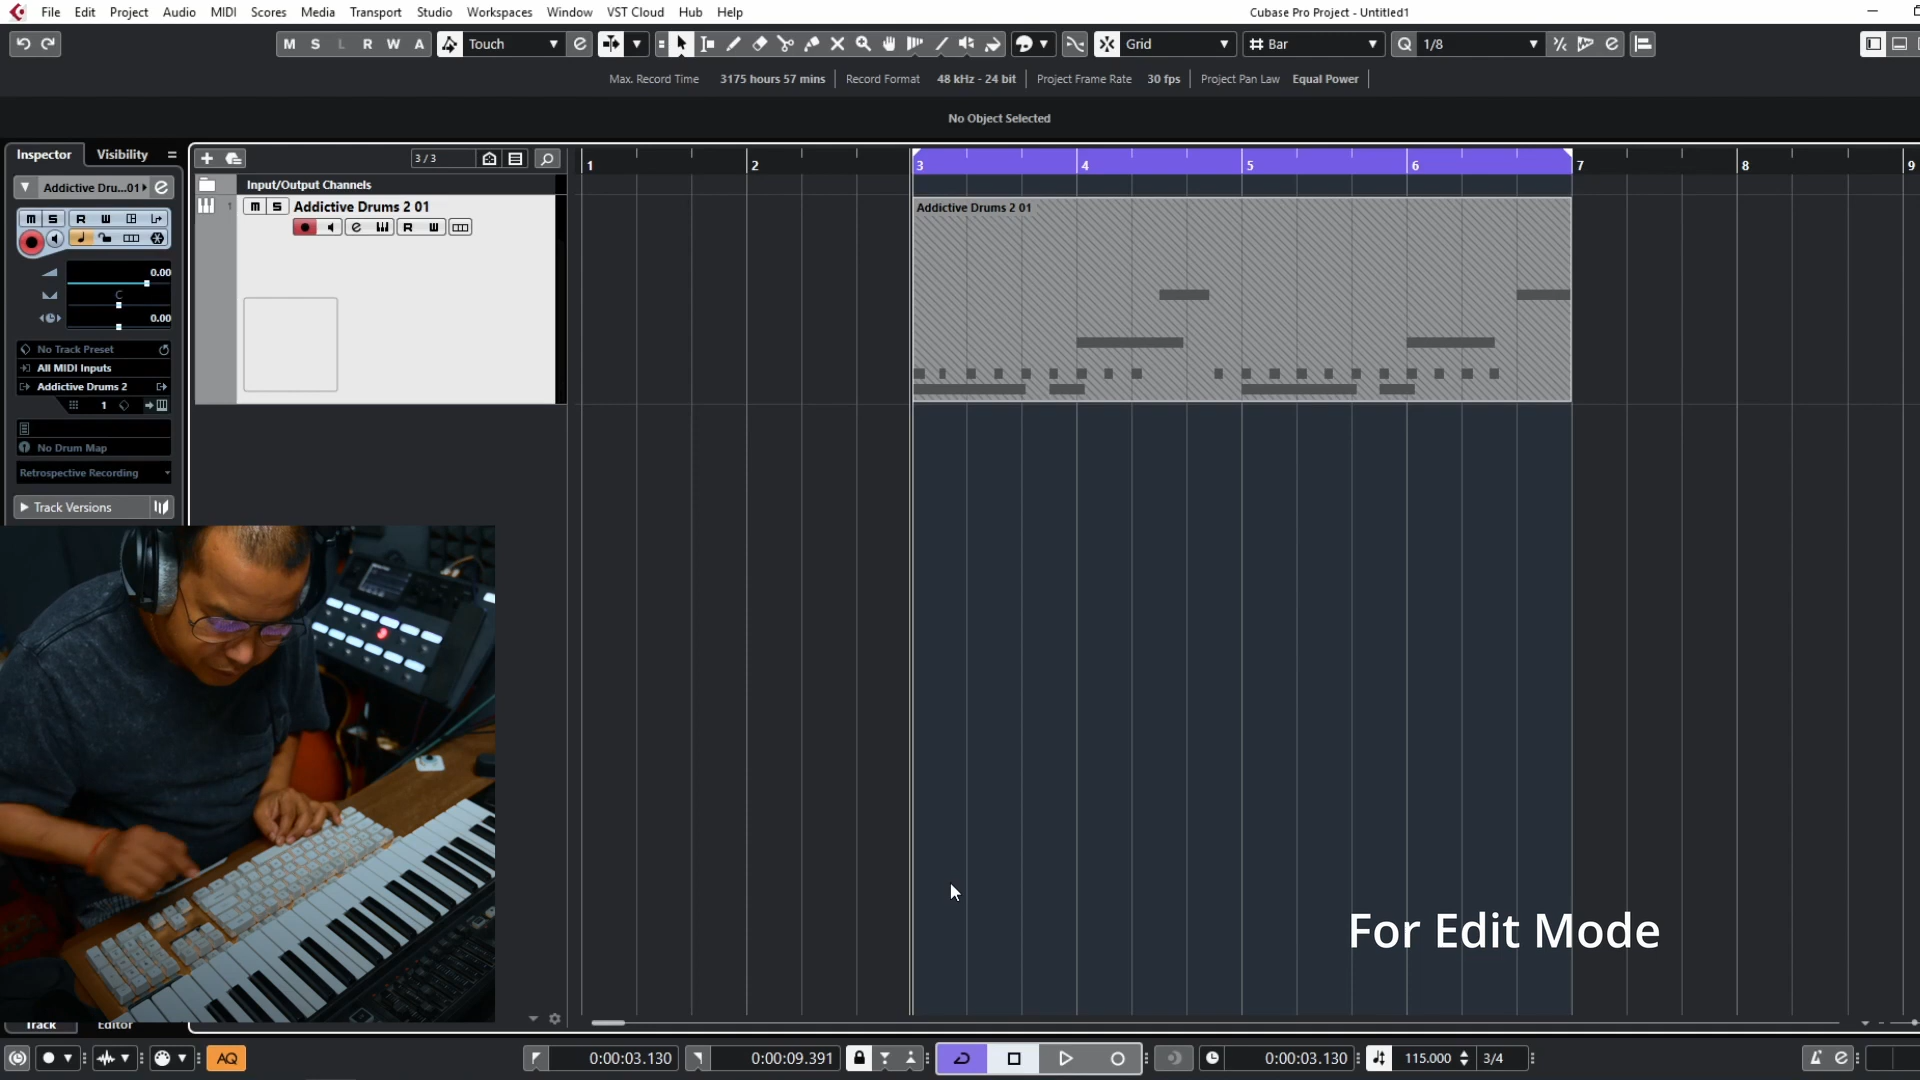 File Edit Project Audio MIDI Scores Media Transport Studio Workspaces Window VST Cloud Hub Help Cubase Pro Project - Untitled1
M S L R W A Touch Grid Bar Q 1/8
Max. Record Time 3175 hours 57 mins Record Format 48 kHz - 24 bit Project Frame Rate 30 fps Project Pan Law Equal Power
No Object Selected
Inspector Visibility
3 / 3
1 2 3 4 5 6 7 8 9
Addictive Dru...01
Input/Output Channels
1 m S Addictive Drums 2 01
R W
Addictive Drums 2 01
m S R W
0.00
C
0.00
No Track Preset
All MIDI Inputs
Addictive Drums 2
1
No Drum Map
Retrospective Recording
Track Versions
For Edit Mode
Track Editor
AQ 0:00:03.130 0:00:09.391 0:00:03.130 115.000 3/4